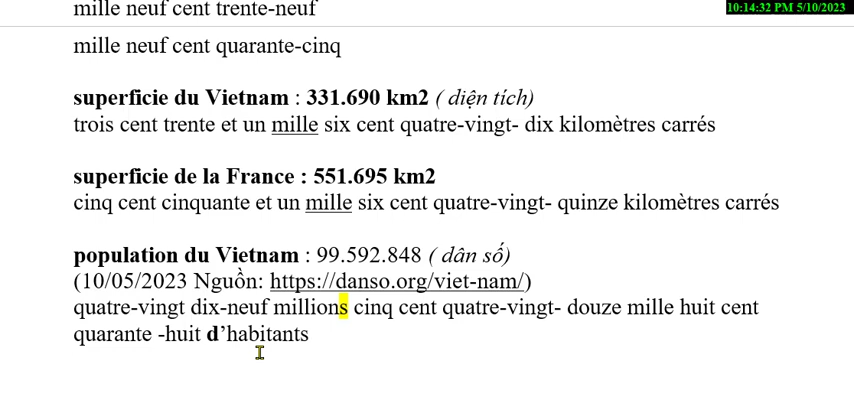 10:14:32 PM 5/10/2023
mille neuf cent trente-neuf
mille neuf cent quarante-cinq
superficie du Vietnam : 331.690 km2 ( diện tích)
trois cent trente et un mille six cent quatre-vingt- dix kilomètres carrés
superficie de la France : 551.695 km2
cinq cent cinquante et un mille six cent quatre-vingt- quinze kilomètres carrés
population du Vietnam : 99.592.848 ( dân số)
(10/05/2023 Nguồn: https://danso.org/viet-nam/)
quatre-vingt dix-neuf millions cinq cent quatre-vingt- douze mille huit cent
quarante -huit d’habitants